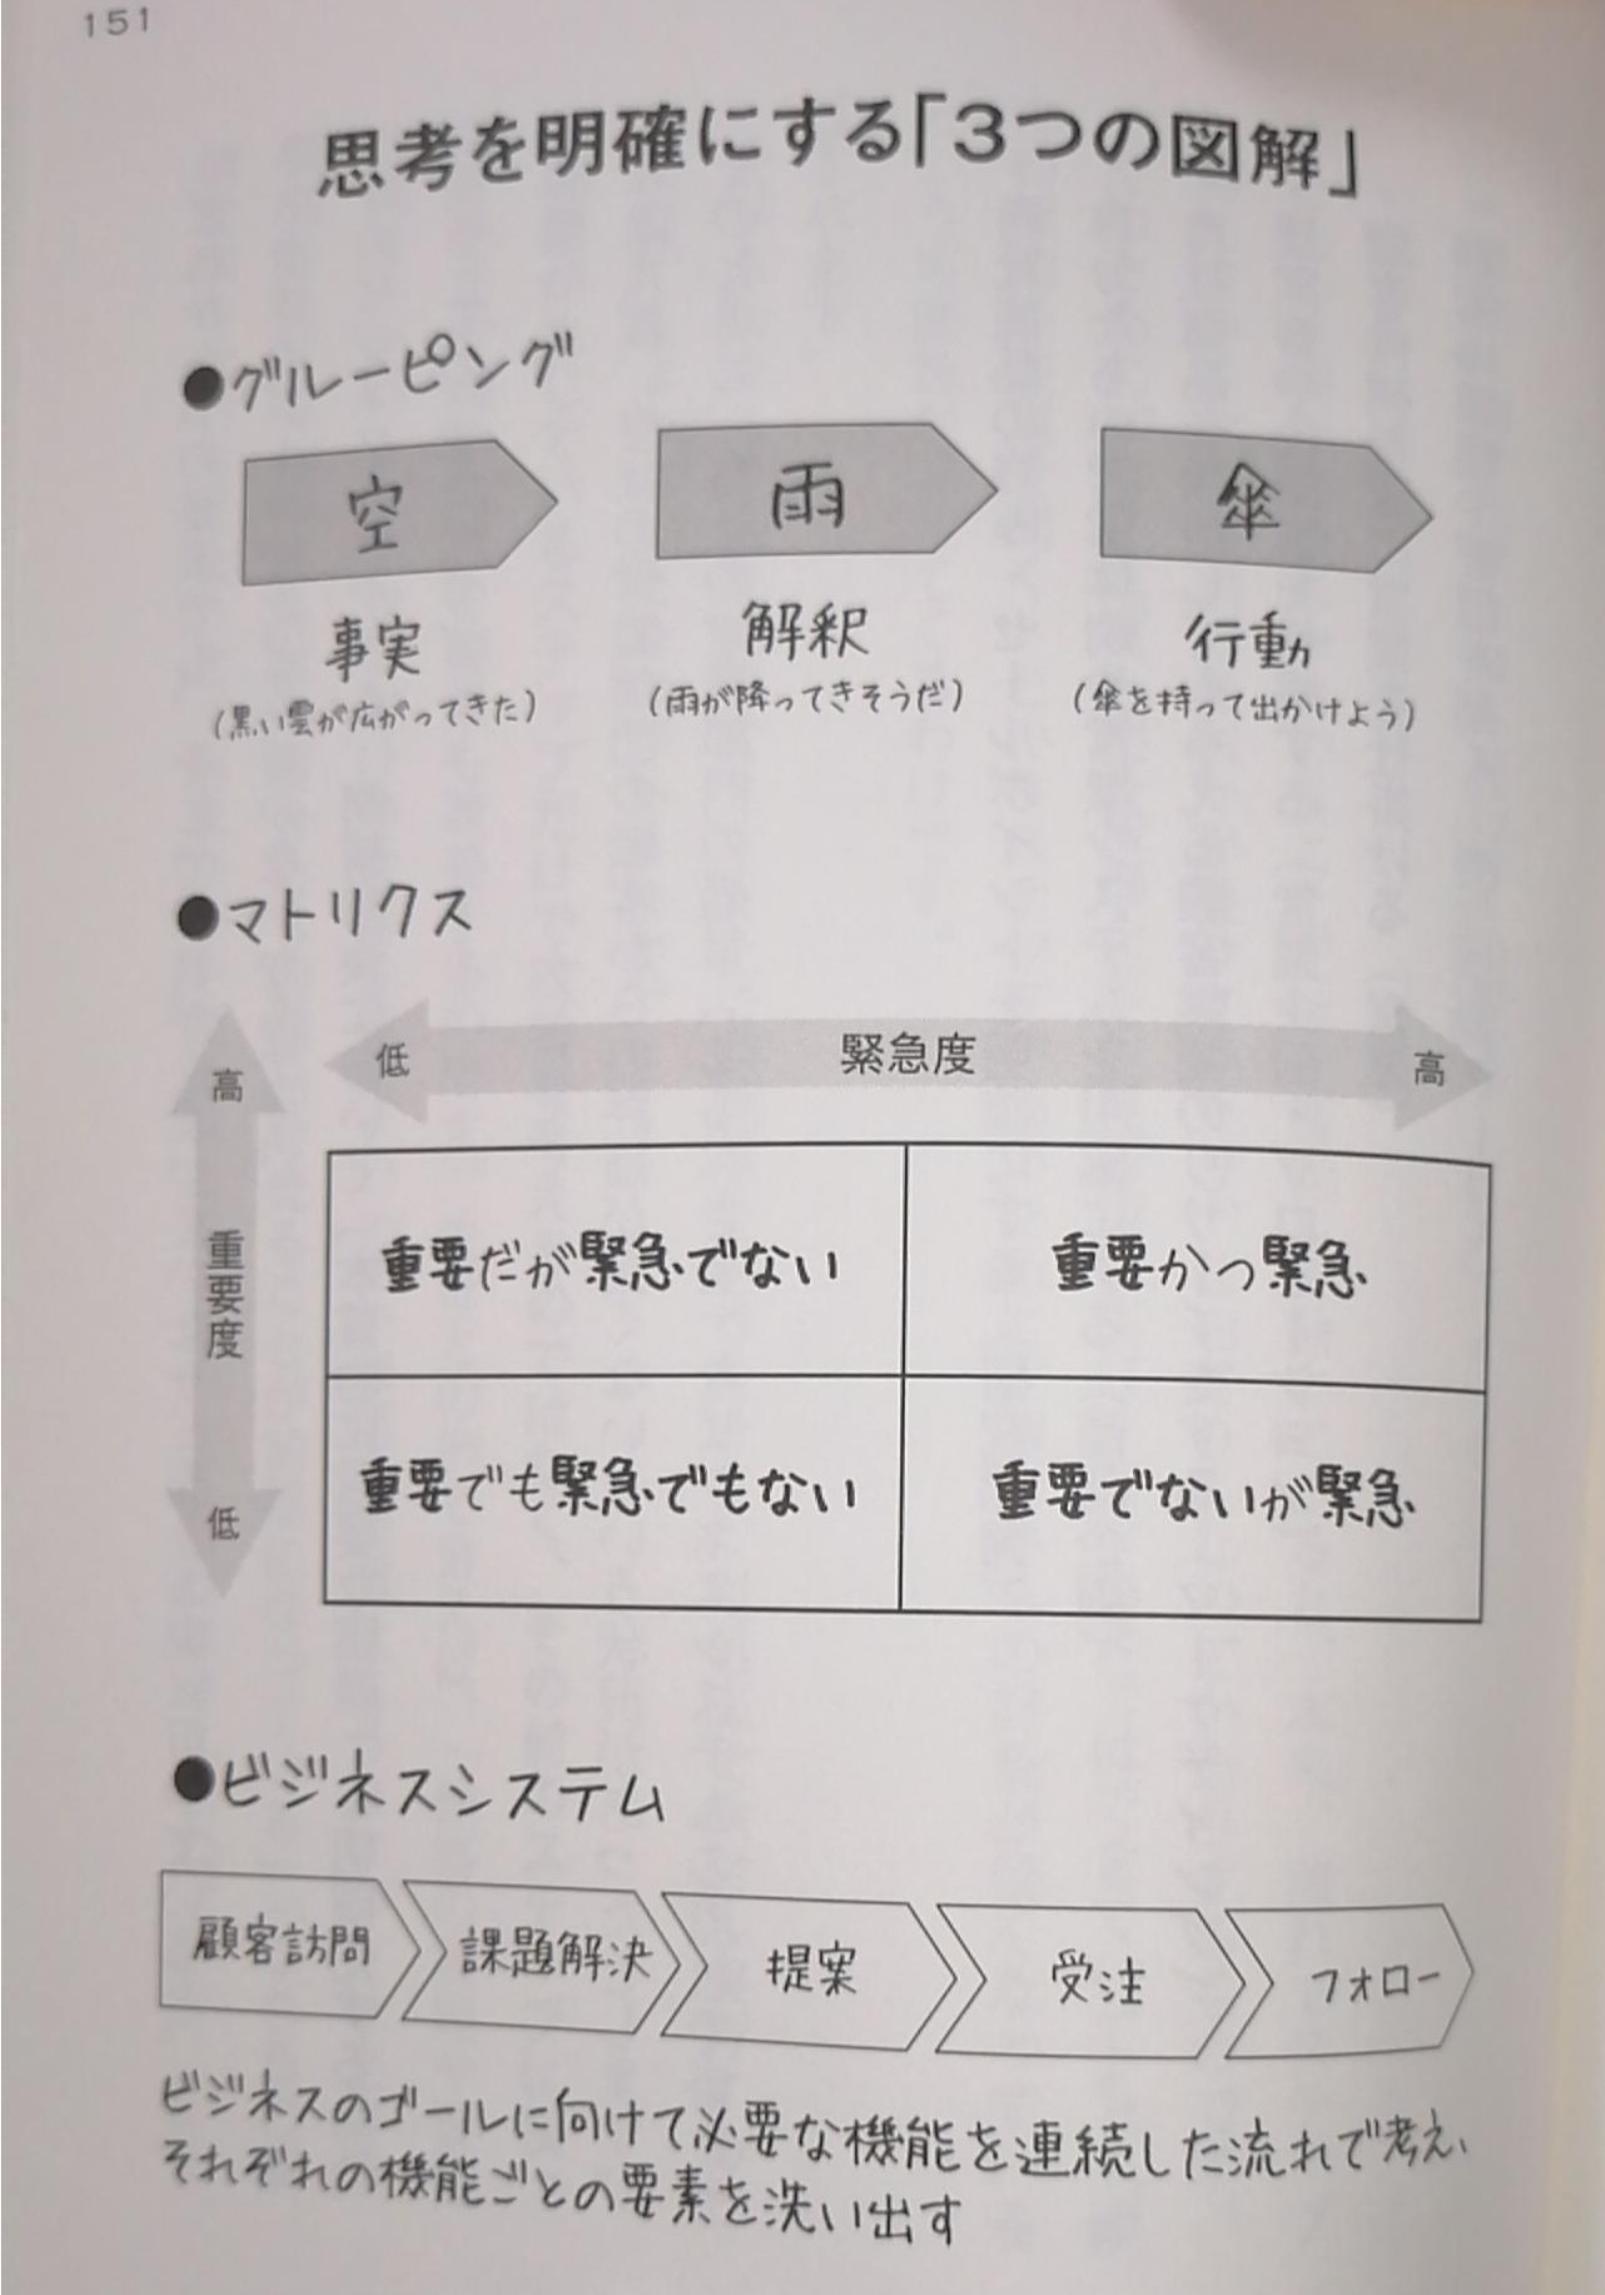 151
思考を明確にする「3つの図解」
●グルーピング
空
雨
傘
事実
解釈
行動
(黒い雲が広がってきた)
(雨が降ってきそうだ)
(傘を持って出かけよう)
●マトリクス
低
緊急度
高
高
重要度
低
重要だが緊急でない
重要かつ緊急
重要でも緊急でもない
重要でないが緊急
●ビジネスシステム
顧客訪問
課題解決
提案
受注
フォロー
ビジネスのゴールに向けて必要な機能を連続した流れで考え、
それぞれの機能ごとの要素を洗い出す